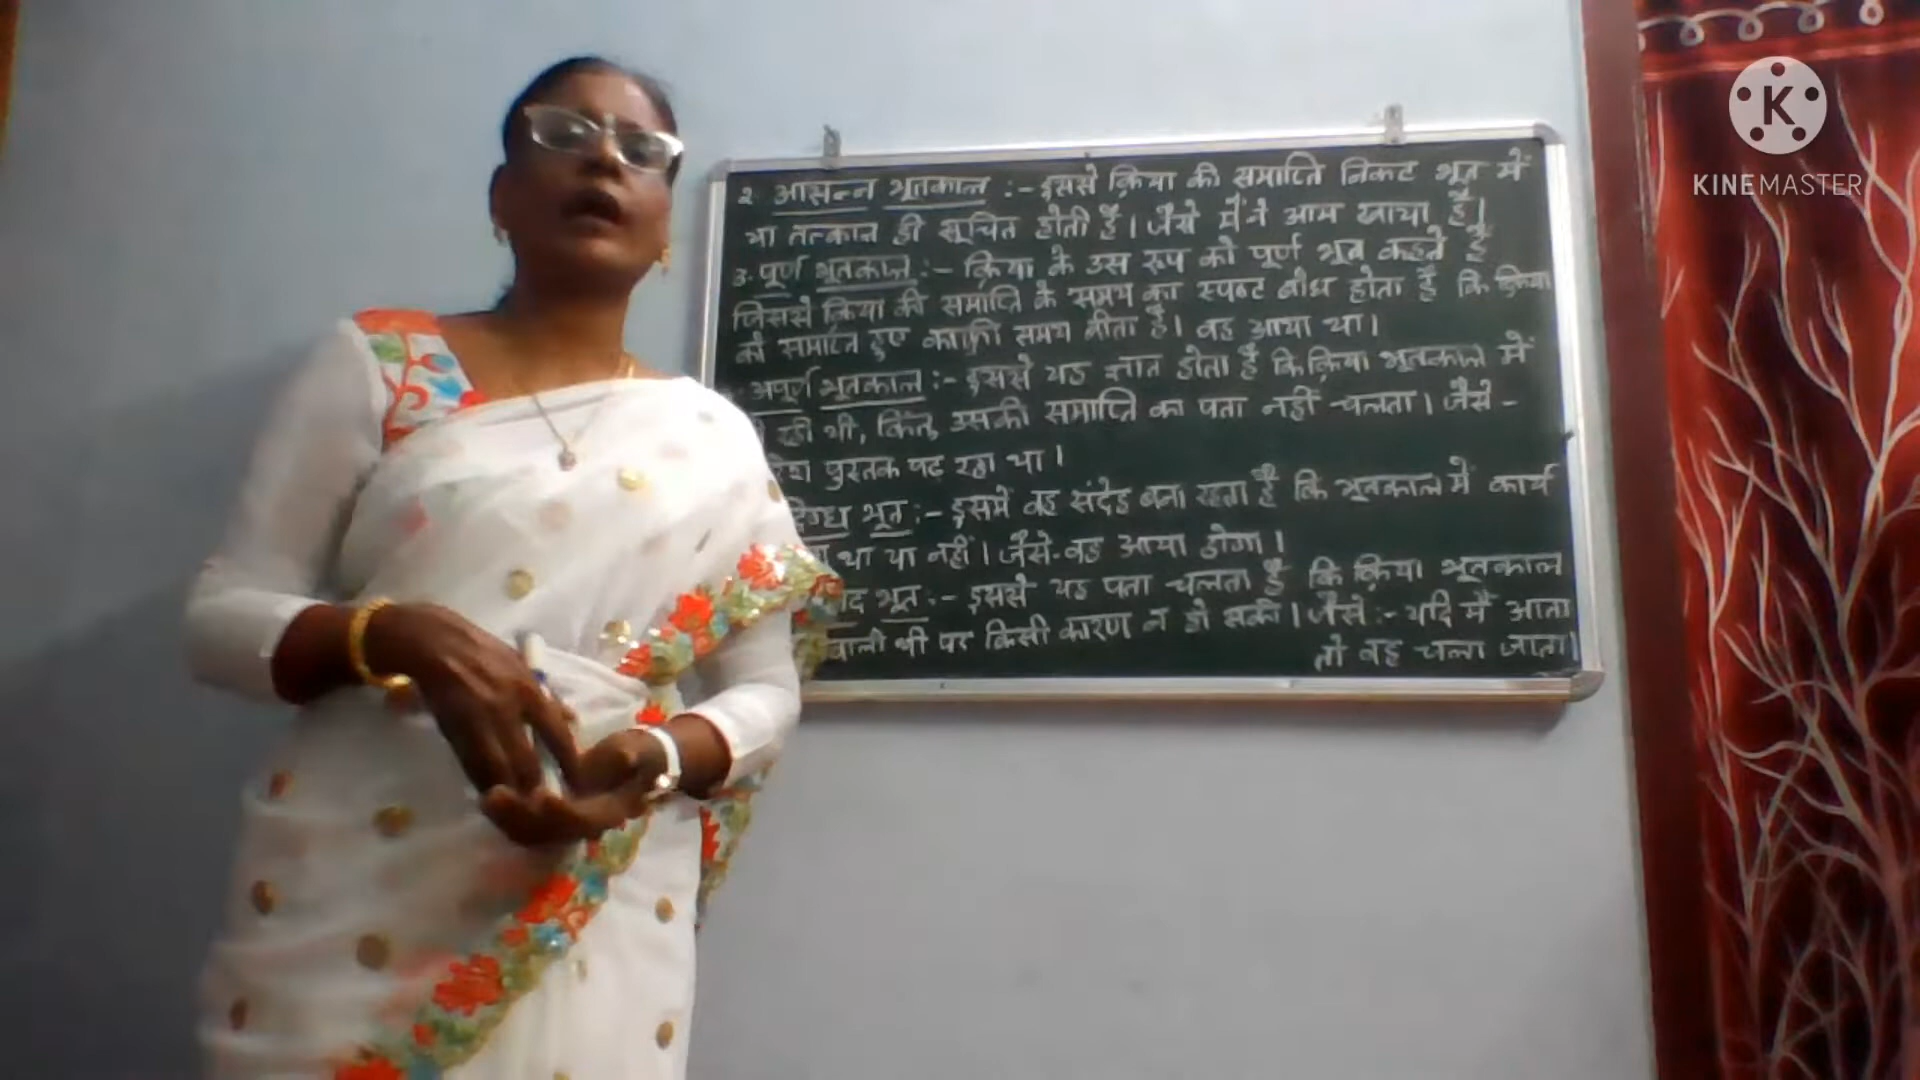 २. आसन्न भूतकाल :- इससे क्रिया की समाप्ति निकट भूत में
या तत्काल ही सूचित होती है। जैसे मैंने आम खाया है।
3. पूर्ण भूतकाल :- क्रिया के उस रूप को पूर्ण भूत कहते हैं
जिससे क्रिया की समाप्ति के समय का स्पष्ट बोध होता है कि क्रिया
को समाप्त हुए काफी समय बीता है। वह आया था।
अपूर्ण भूतकाल :- इससे यह ज्ञात होता है कि क्रिया भूतकाल में
रही थी, किंतु उसकी समाप्ति का पता नहीं चलता। जैसे-
पुस्तक पढ़ रहा था।
भूत :- इसमें वह संदेह बना रहता है कि भूतकाल में कार्य
था या नहीं। जैसे-वह आया होगा।
भूत :- इससे यह पता चलता है कि क्रिया भूतकाल
वाली थी पर किसी कारण न हो सकी। जैसे :- यदि मैं आता
तो वह चला जाता।
KINEMASTER